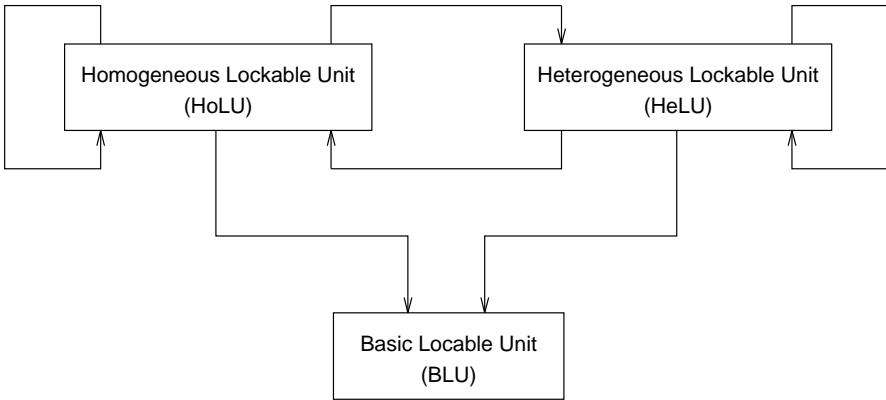 Homogeneous Lockable Unit
(HoLU)
Heterogeneous Lockable Unit
(HeLU)
Basic Locable Unit
(BLU)